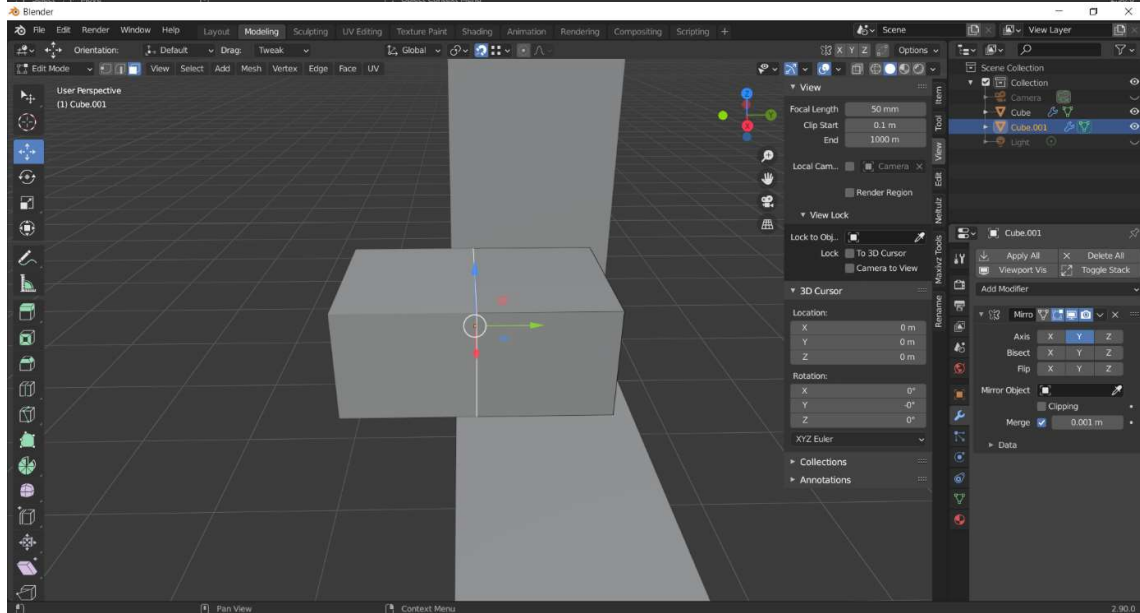 Blender
File Edit Render Window Help Layout Modeling Sculpting UV Editing Texture Paint Shading Animation Rendering Compositing Scripting + Scene View Layer
Orientation: Default Drag: Tweak Global X Y Z Options
Edit Mode View Select Add Mesh Vertex Edge Face UV
User Perspective
(1) Cube.001
Z
Y
X
View
Focal Length 50 mm
Clip Start 0.1 m
End 1000 m
Local Cam... Camera
Render Region
View Lock
Lock to Obj...
Lock To 3D Cursor
Camera to View
3D Cursor
Location:
X 0 m
Y 0 m
Z 0 m
Rotation:
X 0°
Y -0°
Z 0°
XYZ Euler
Collections
Annotations
Item
Tool
View
Edit
Neltulz
Maxivz Tools
Rename
Scene Collection
Collection
Camera
Cube
Cube.001
Light
Cube.001
Apply All Delete All
Viewport Vis Toggle Stack
Add Modifier
Mirro
Axis X Y Z
Bisect X Y Z
Flip X Y Z
Mirror Object
Clipping
Merge 0.001 m
Data
Pan View Context Menu 2.90.0